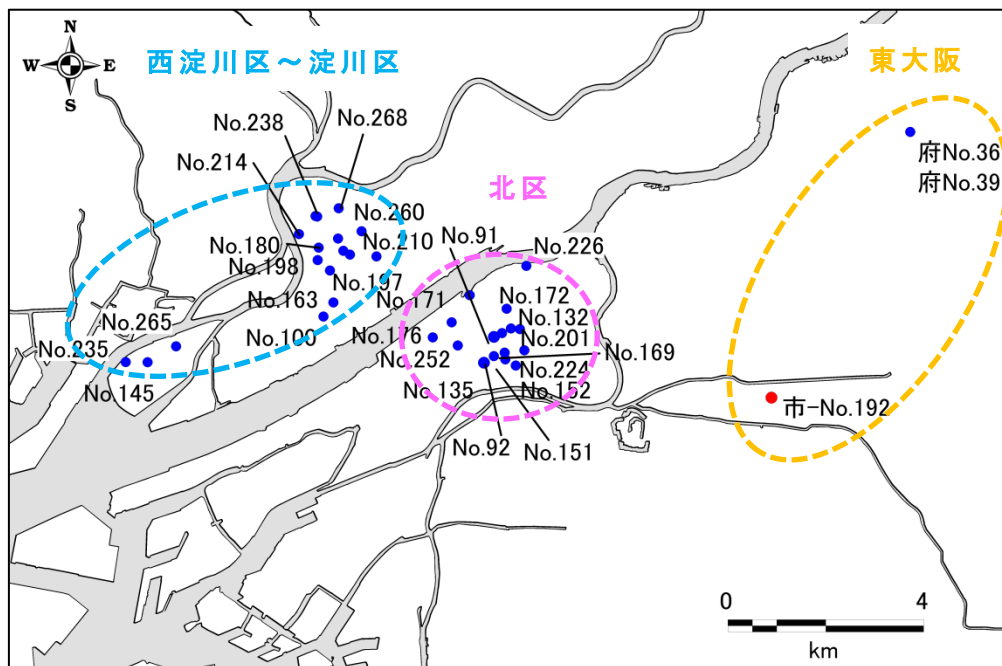 N
W
E
S
西淀川区～淀川区
東大阪
No.238
No.268
No.214
北区
府No.36
府No.39
No.260
No.91
No.180
No.210
No.226
No.198
No.197
No.163
No.171
No.172
No.132
No.265
No.100
No.176
No.201
No.235
No.252
No.169
No.224
No.145
No.135
No.152
市-No.192
No.92
No.151
0
4
km